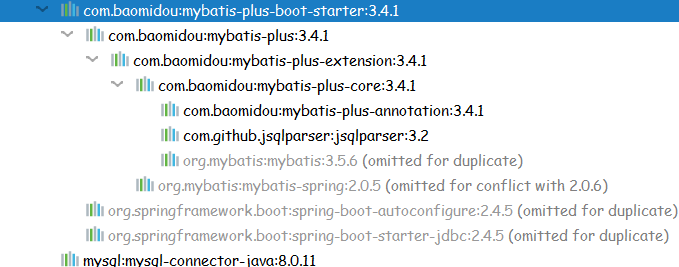 com.baomidou:mybatis-plus-boot-starter:3.4.1
com.baomidou:mybatis-plus:3.4.1
com.baomidou:mybatis-plus-extension:3.4.1
com.baomidou:mybatis-plus-core:3.4.1
com.baomidou:mybatis-plus-annotation:3.4.1
com.github.jsqlparser:jsqlparser:3.2
org.mybatis:mybatis:3.5.6 (omitted for duplicate)
org.mybatis:mybatis-spring:2.0.5 (omitted for conflict with 2.0.6)
org.springframework.boot:spring-boot-autoconfigure:2.4.5 (omitted for duplicate)
org.springframework.boot:spring-boot-starter-jdbc:2.4.5 (omitted for duplicate)
mysql:mysql-connector-java:8.0.11